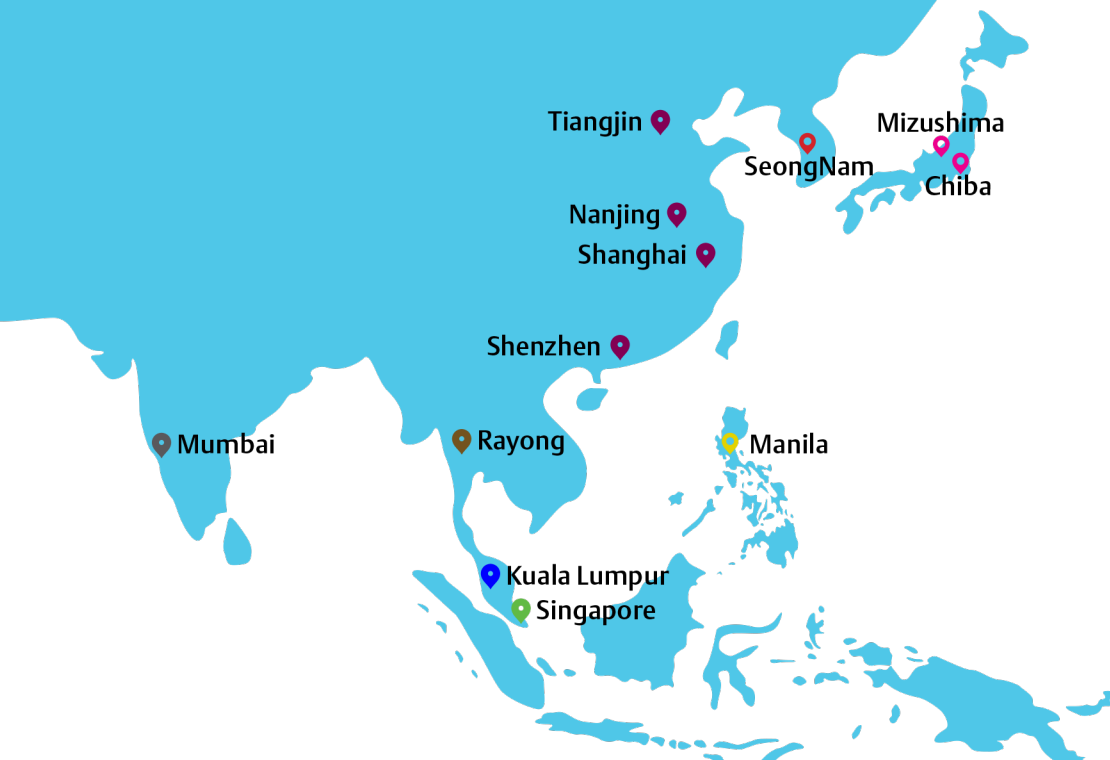 Tiangjin
Mizushima
SeongNam
Chiba
Nanjing
Shanghai
Shenzhen
Rayong
Mumbai
Manila
Kuala Lumpur
Singapore